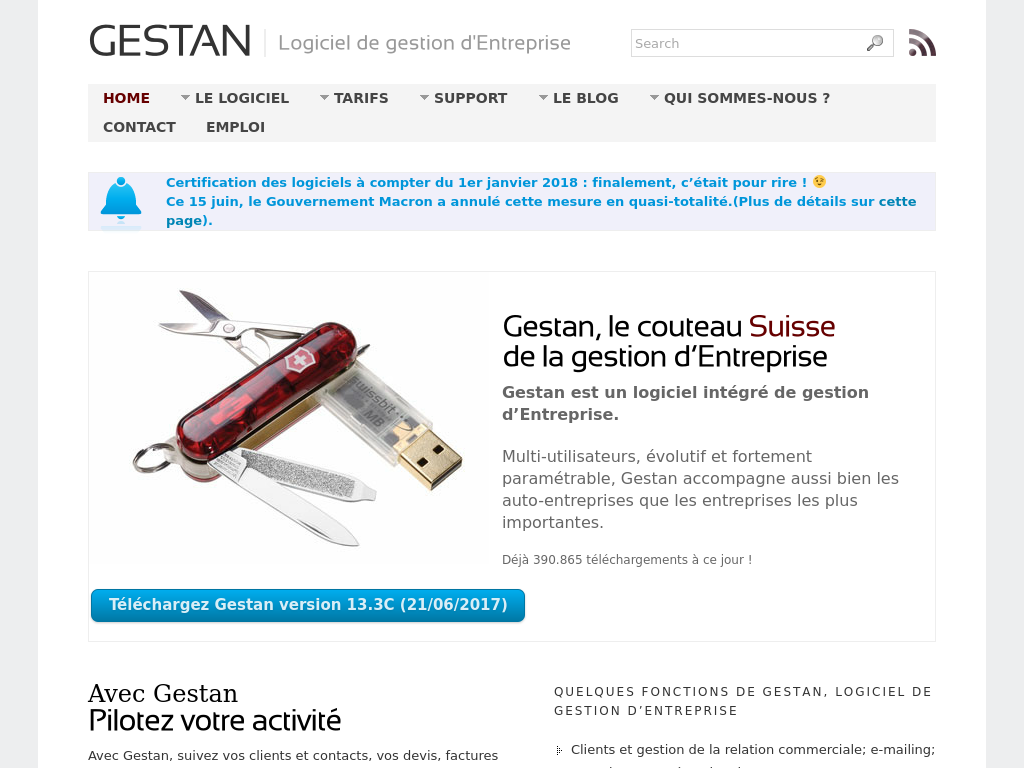 GESTAN
Logiciel de gestion d'Entreprise
Search
HOME
LE LOGICIEL
TARIFS
SUPPORT
LE BLOG
QUI SOMMES-NOUS ?
CONTACT
EMPLOI
Certification des logiciels à compter du 1er janvier 2018 : finalement, c’était pour rire !
Ce 15 juin, le Gouvernement Macron a annulé cette mesure en quasi-totalité.(Plus de détails sur cette
page).
swissbit
MB
Gestan, le couteau Suisse
de la gestion d’Entreprise
Gestan est un logiciel intégré de gestion
d’Entreprise.
Multi-utilisateurs, évolutif et fortement
paramétrable, Gestan accompagne aussi bien les
auto-entreprises que les entreprises les plus
importantes.
Déjà 390.865 téléchargements à ce jour !
Téléchargez Gestan version 13.3C (21/06/2017)
Avec Gestan
Pilotez votre activité
Avec Gestan, suivez vos clients et contacts, vos devis, factures
QUELQUES FONCTIONS DE GESTAN, LOGICIEL DE
GESTION D’ENTREPRISE
Clients et gestion de la relation commerciale; e-mailing;